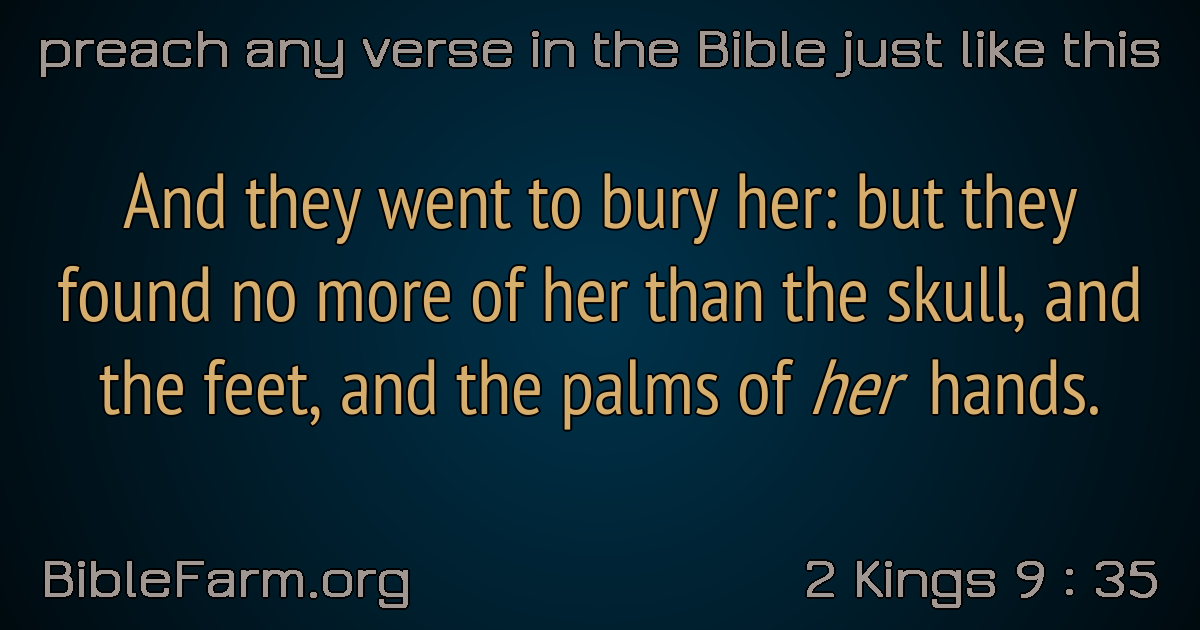 preach any verse in the Bible just like this
And they went to bury her: but they
found no more of her than the skull, and
the feet, and the palms of her hands.
BibleFarm.org
2 Kings 9 : 35